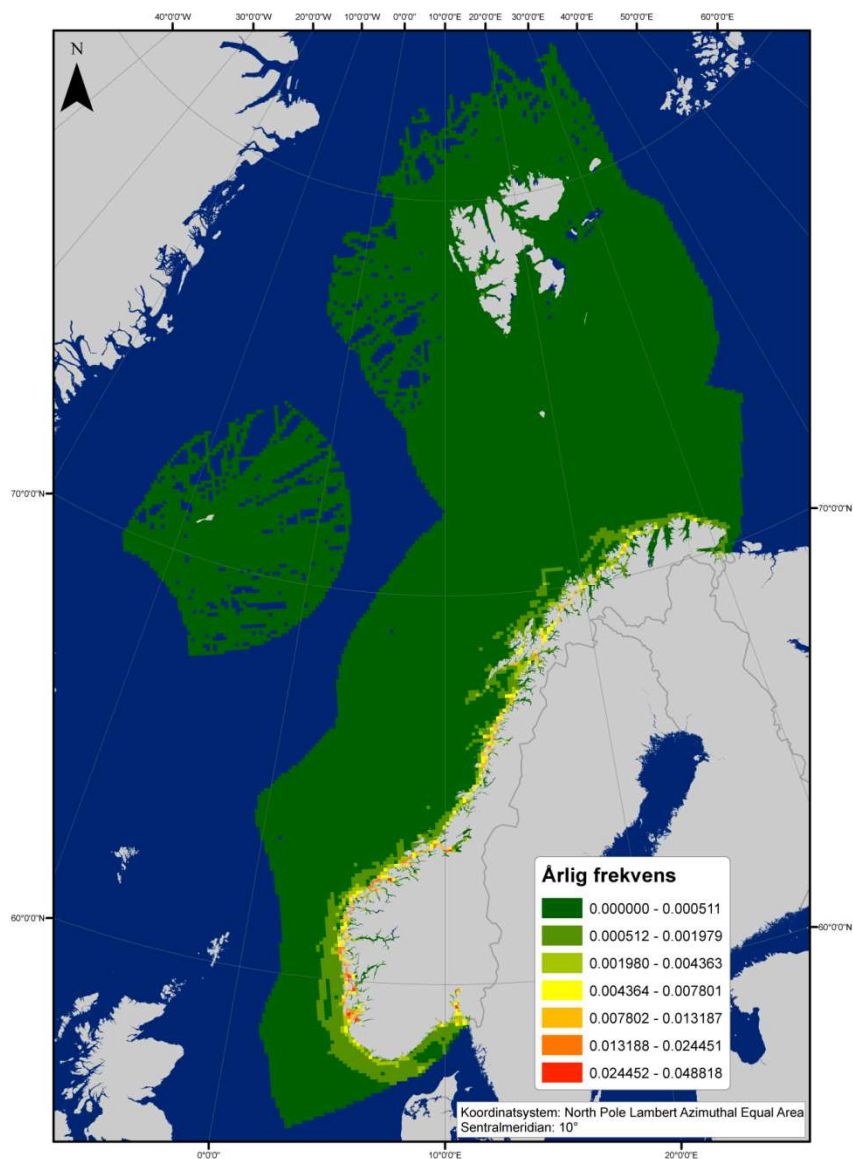 40°0'0"W 30°0'0"W 20°0'0"W 10°0'0"W 0°0'0" 10°0'0"E 20°0'0"E 30°0'0"E 40°0'0"E 50°0'0"E 60°0'0"E
N
70°0'0"N 70°0'0"N
60°0'0"N 60°0'0"N
Årlig frekvens
0.000000 - 0.000511
0.000512 - 0.001979
0.001980 - 0.004363
0.004364 - 0.007801
0.007802 - 0.013187
0.013188 - 0.024451
0.024452 - 0.048818
Koordinatsystem: North Pole Lambert Azimuthal Equal Area
Sentralmeridian: 10°
0°0'0" 10°0'0"E 20°0'0"E